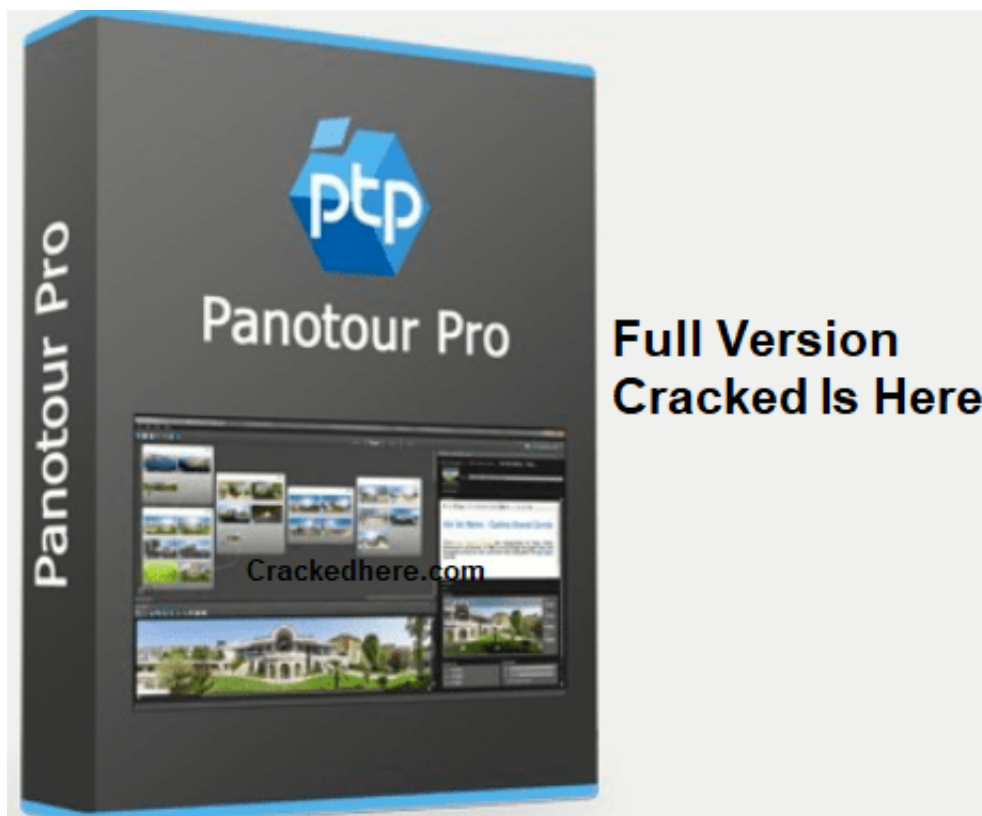 ptp
Panotour Pro
Panotour Pro
Full Version
Cracked Is Here
Crackedhere.com